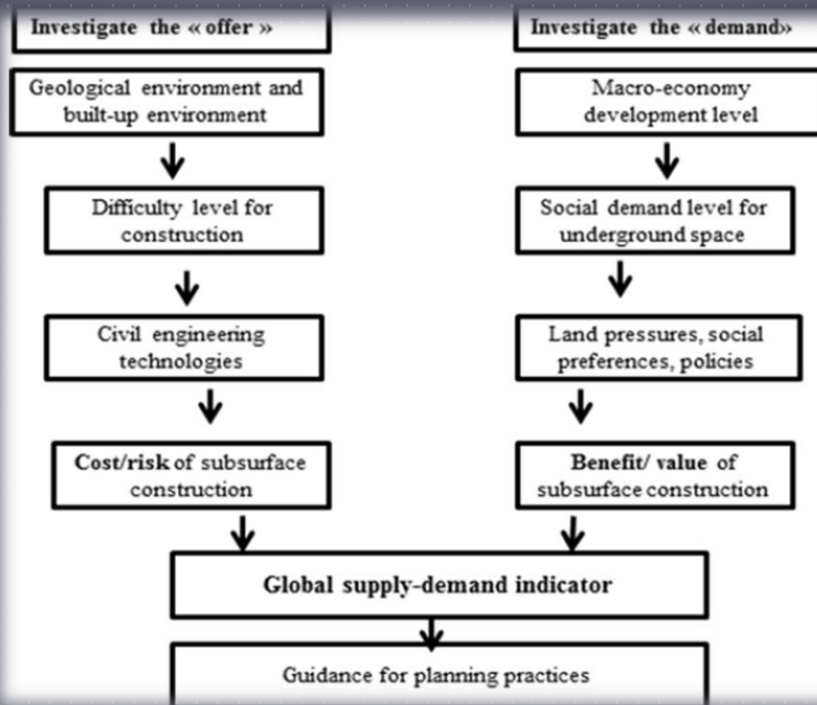 Investigate the « offer »
Geological environment and
built-up environment
Difficulty level for
construction
Civil engineering
technologies
Cost/risk of subsurface
construction
Investigate the « demand»
Macro-economy
development level
Social demand level for
underground space
Land pressures, social
preferences, policies
Benefit/ value of
subsurface construction
Global supply-demand indicator
Guidance for planning practices